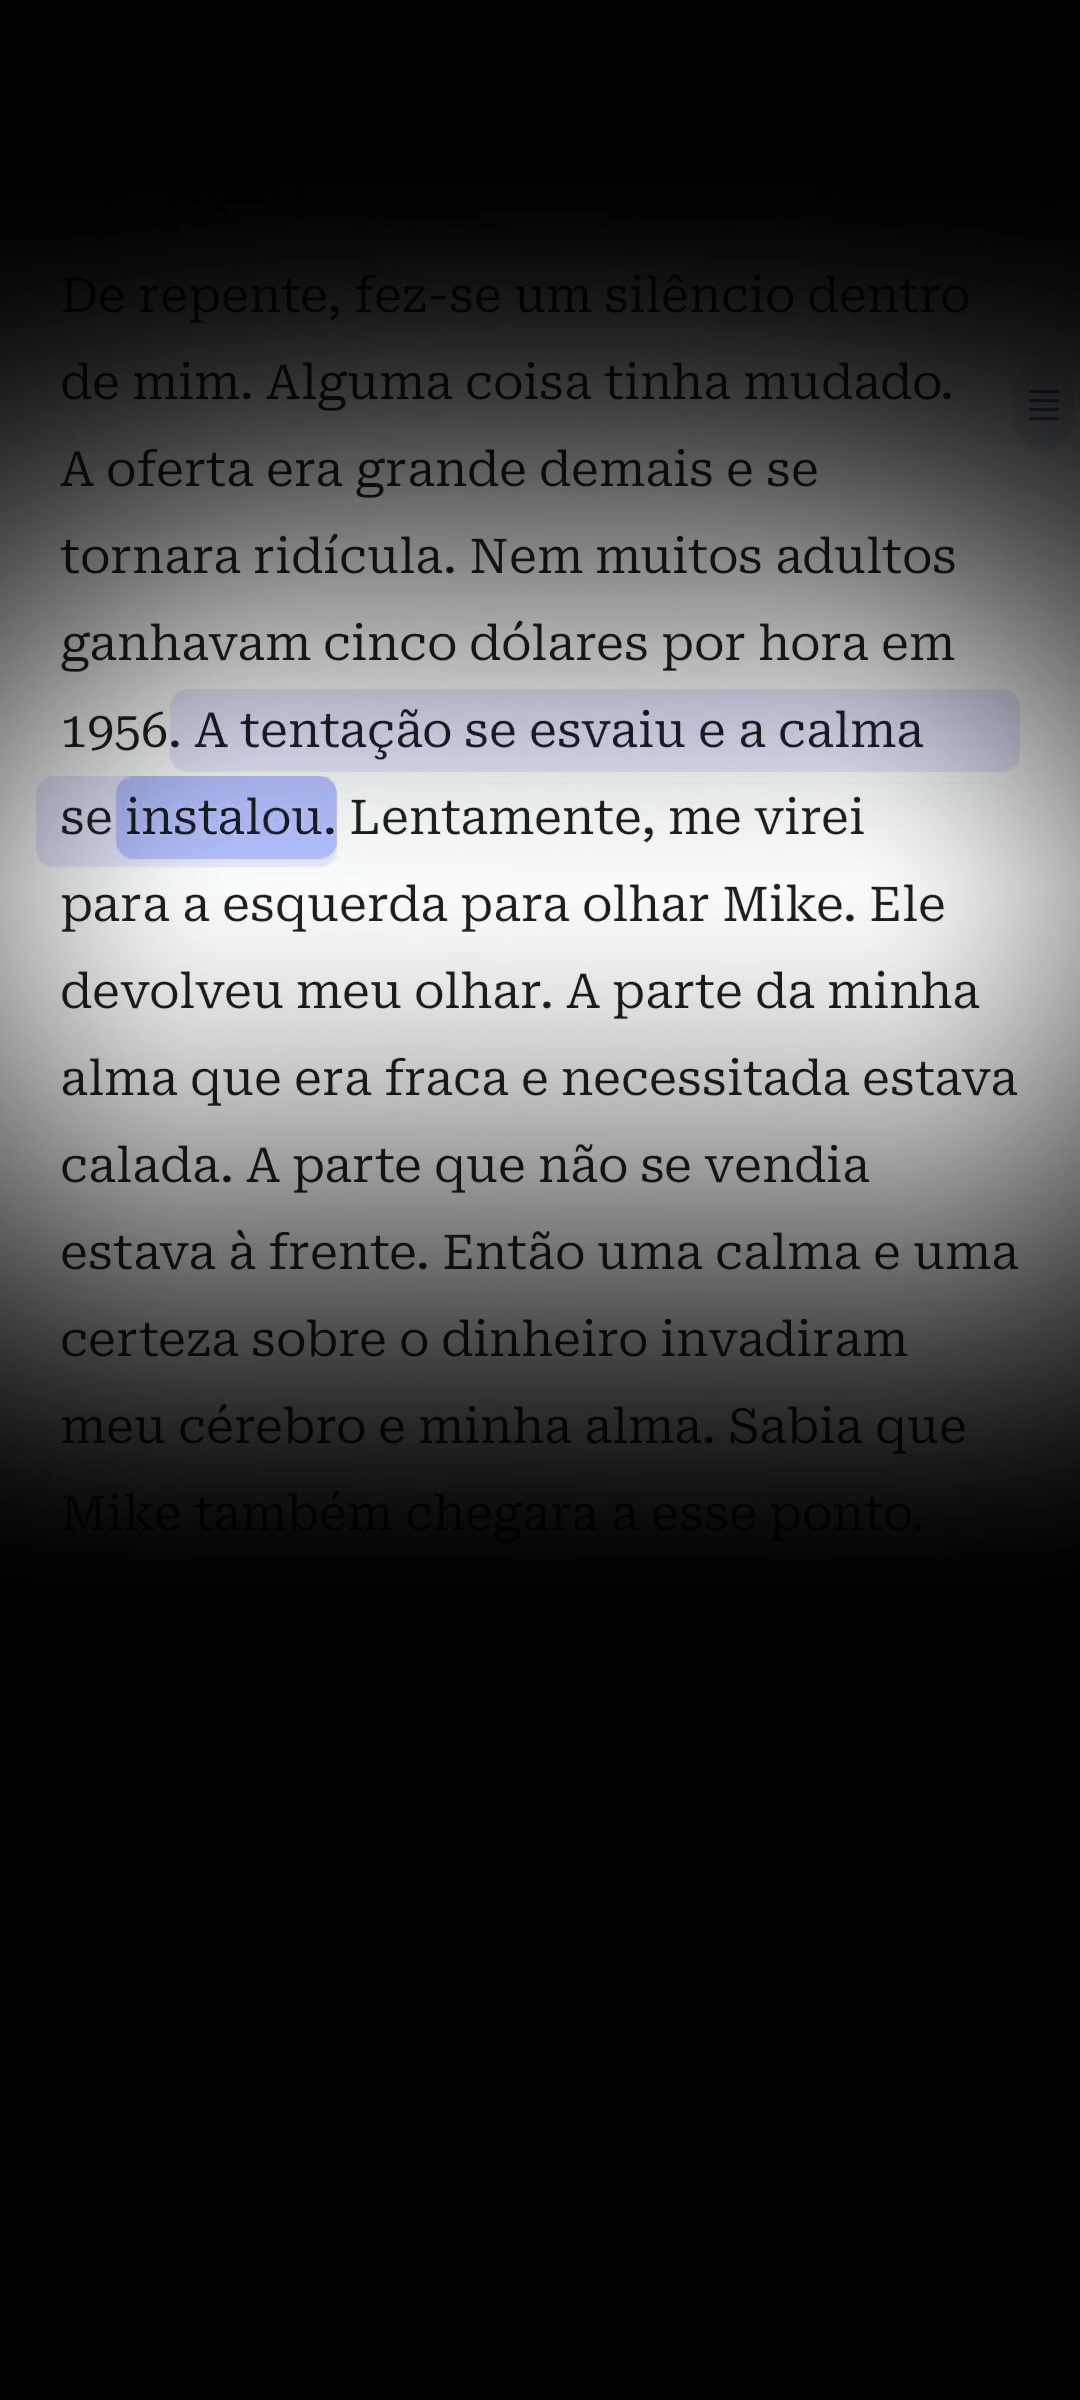 De repente, fez-se um silêncio dentro
de mim. Alguma coisa tinha mudado.
A oferta era grande demais e se
tornara ridícula. Nem muitos adultos
ganhavam cinco dólares por hora em
1956. A tentação se esvaiu e a calma
se instalou. Lentamente, me virei
para a esquerda para olhar Mike. Ele
devolveu meu olhar. A parte da minha
alma que era fraca e necessitada estava
calada. A parte que não se vendia
estava à frente. Então uma calma e uma
certeza sobre o dinheiro invadiram
meu cérebro e minha alma. Sabia que
Mike também chegara a esse ponto.